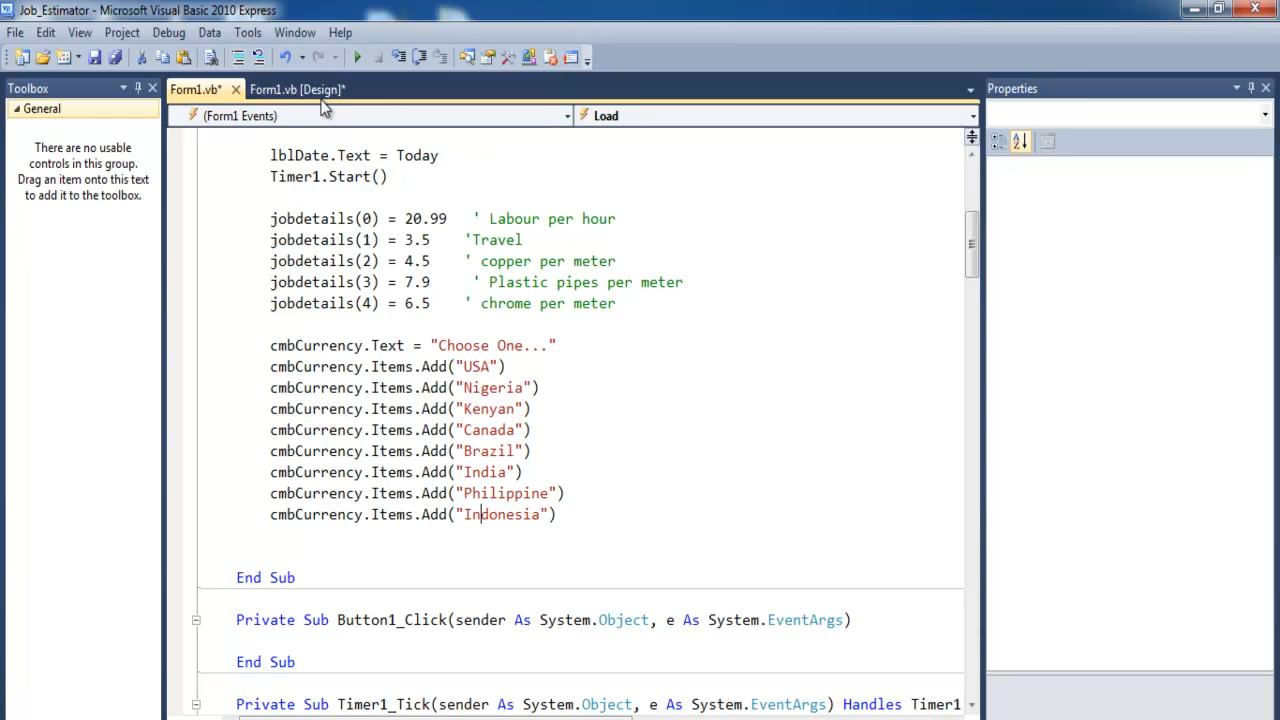 Job_Estimator - Microsoft Visual Basic 2010 Express
File Edit View Project Debug Data Tools Window Help
Toolbox
General
There are no usable
controls in this group.
Drag an item onto this text
to add it to the toolbox.
Form1.vb* Form1.vb [Design]*
(Form1 Events) Load
lblDate.Text = Today
Timer1.Start()
jobdetails(0) = 20.99 ' Labour per hour
jobdetails(1) = 3.5 'Travel
jobdetails(2) = 4.5 ' copper per meter
jobdetails(3) = 7.9 ' Plastic pipes per meter
jobdetails(4) = 6.5 ' chrome per meter
cmbCurrency.Text = "Choose One..."
cmbCurrency.Items.Add("USA")
cmbCurrency.Items.Add("Nigeria")
cmbCurrency.Items.Add("Kenyan")
cmbCurrency.Items.Add("Canada")
cmbCurrency.Items.Add("Brazil")
cmbCurrency.Items.Add("India")
cmbCurrency.Items.Add("Philippine")
cmbCurrency.Items.Add("Indonesia")
End Sub
Private Sub Button1_Click(sender As System.Object, e As System.EventArgs)
End Sub
Private Sub Timer1_Tick(sender As System.Object, e As System.EventArgs) Handles Timer1
Properties